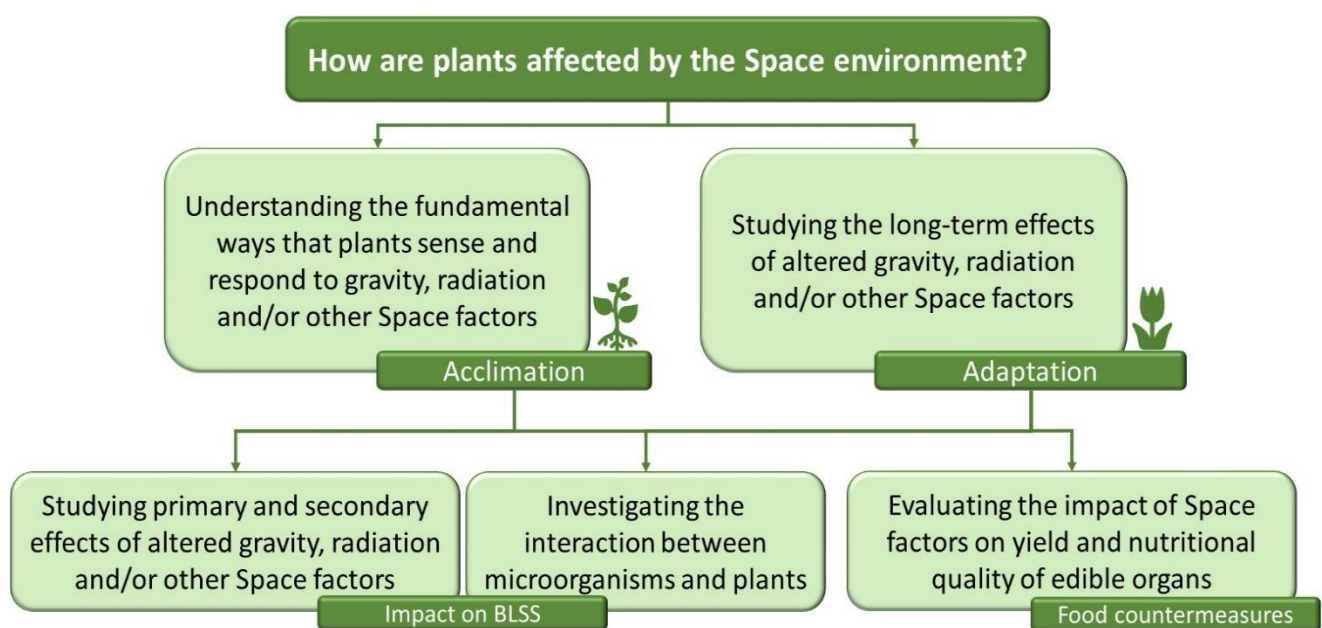 How are plants affected by the Space environment?
Understanding the fundamental
ways that plants sense and
respond to gravity, radiation
and/or other Space factors
Acclimation
Studying the long-term effects
of altered gravity, radiation
and/or other Space factors
Adaptation
Studying primary and secondary
effects of altered gravity, radiation
and/or other Space factors
Investigating the
interaction between
microorganisms and plants
Impact on BLSS
Evaluating the impact of Space
factors on yield and nutritional
quality of edible organs
Food countermeasures